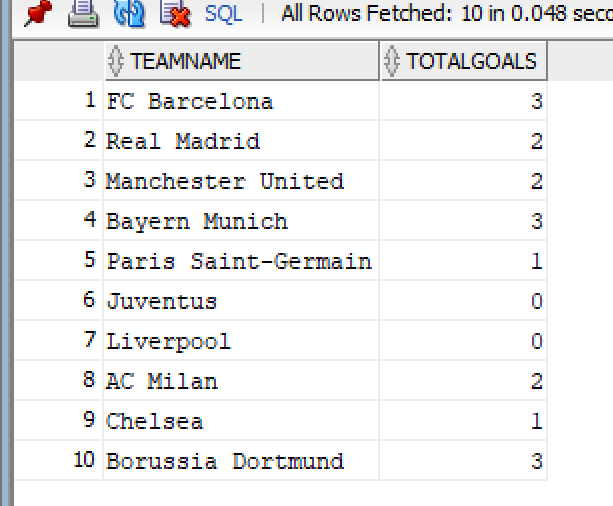 SQL | All Rows Fetched: 10 in 0.048 seco
TEAMNAME TOTALGOALS
1 FC Barcelona 3
2 Real Madrid 2
3 Manchester United 2
4 Bayern Munich 3
5 Paris Saint-Germain 1
6 Juventus 0
7 Liverpool 0
8 AC Milan 2
9 Chelsea 1
10 Borussia Dortmund 3